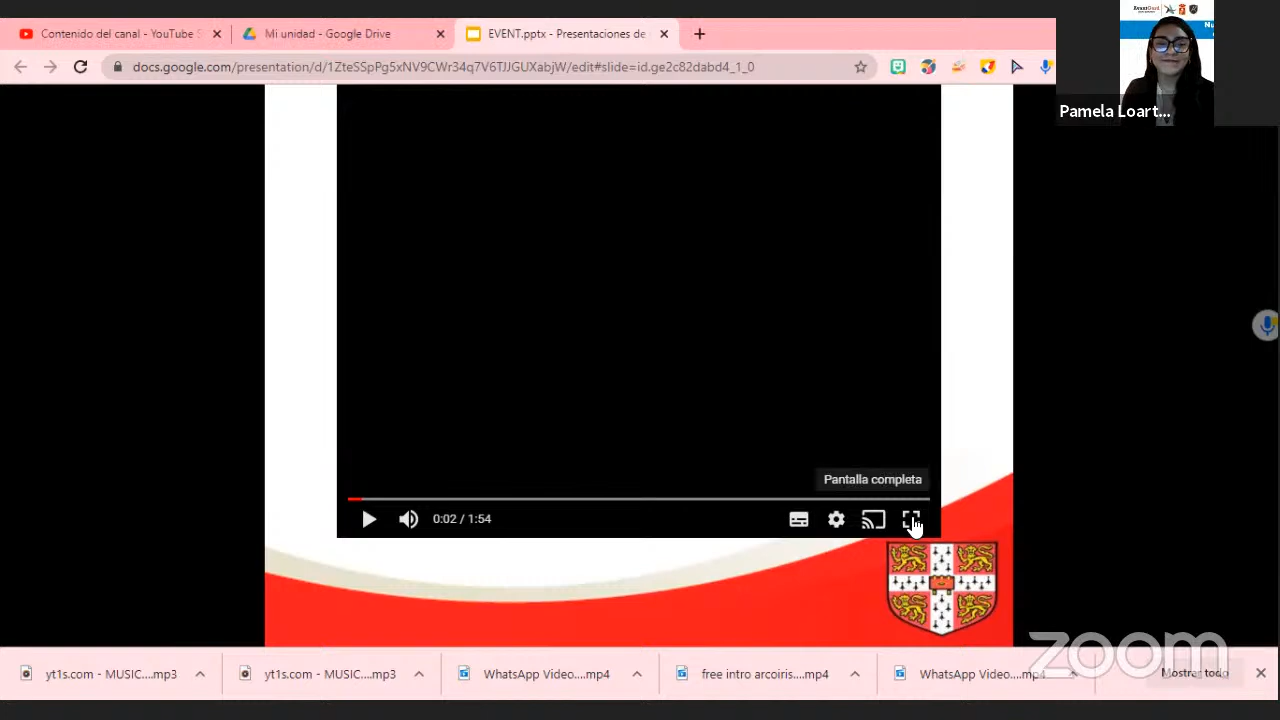 Contenido del canal - YouTube S
Mi unidad - Google Drive
EVENT.pptx - Presentaciones de
docs.google.com/presentation/d/1ZteSSpPg5xNV9CWr34q7V6TJJGUXabjW/edit#slide=id.ge2c82dabd4_1_0
Pamela Loart...
Pantalla completa
0:02 / 1:54
zoom
yt1s.com - MUSIC....mp3
yt1s.com - MUSIC....mp3
WhatsApp Video....mp4
free intro arcoiris....mp4
WhatsApp Video....mp4
Mostrar todo